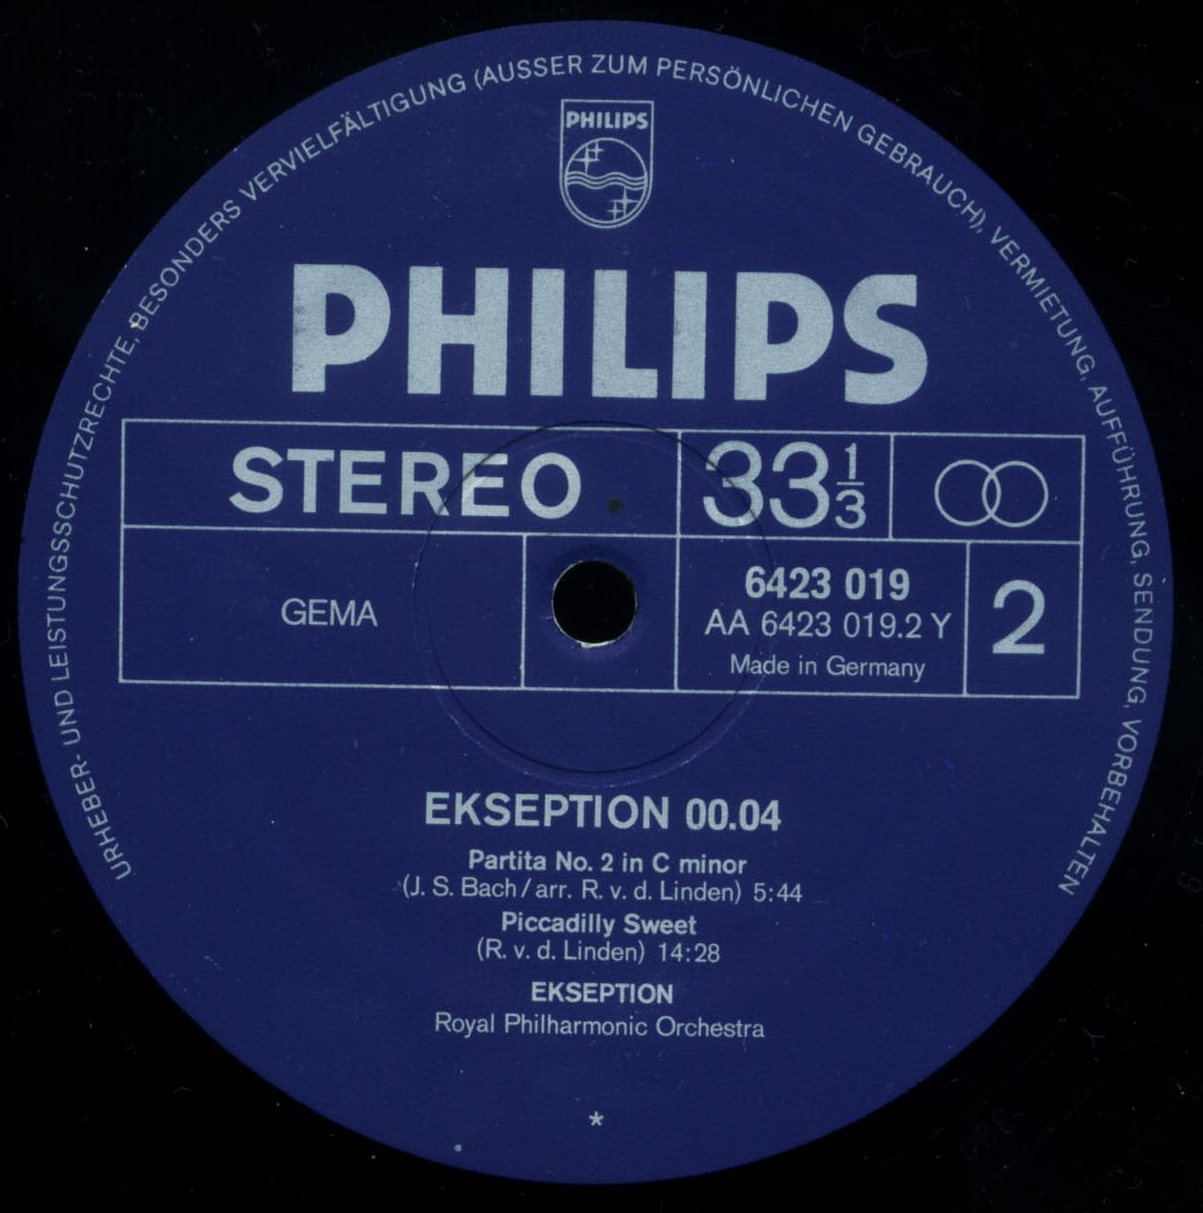 URHEBER- UND LEISTUNGSSCHUTZRECHTE, BESONDERS VERVIELFÄLTIGUNG (AUSSER ZUM PERSÖNLICHEN GEBRAUCH), VERMIETUNG, AUFFÜHRUNG, SENDUNG, VORBEHALTEN
PHILIPS
PHILIPS
STEREO
33 1/3
GEMA
6423 019
AA 6423 019.2 Y
Made in Germany
2
EKSEPTION 00.04
Partita No. 2 in C minor
(J. S. Bach / arr. R. v. d. Linden) 5:44
Piccadilly Sweet
(R. v. d. Linden) 14:28
EKSEPTION
Royal Philharmonic Orchestra
*